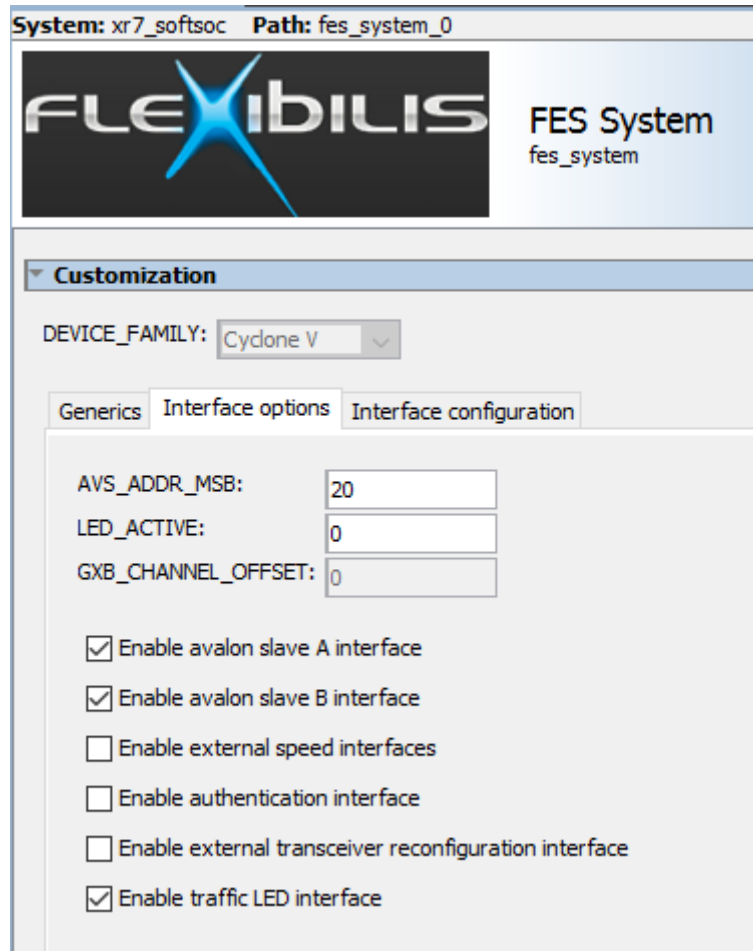 System: xr7_softsoc Path: fes_system_0
FLEXIBILIS
FES System
fes_system
Customization
DEVICE_FAMILY: Cyclone V
Generics Interface options Interface configuration
AVS_ADDR_MSB: 20
LED_ACTIVE: 0
GXB_CHANNEL_OFFSET: 0
Enable avalon slave A interface
Enable avalon slave B interface
Enable external speed interfaces
Enable authentication interface
Enable external transceiver reconfiguration interface
Enable traffic LED interface